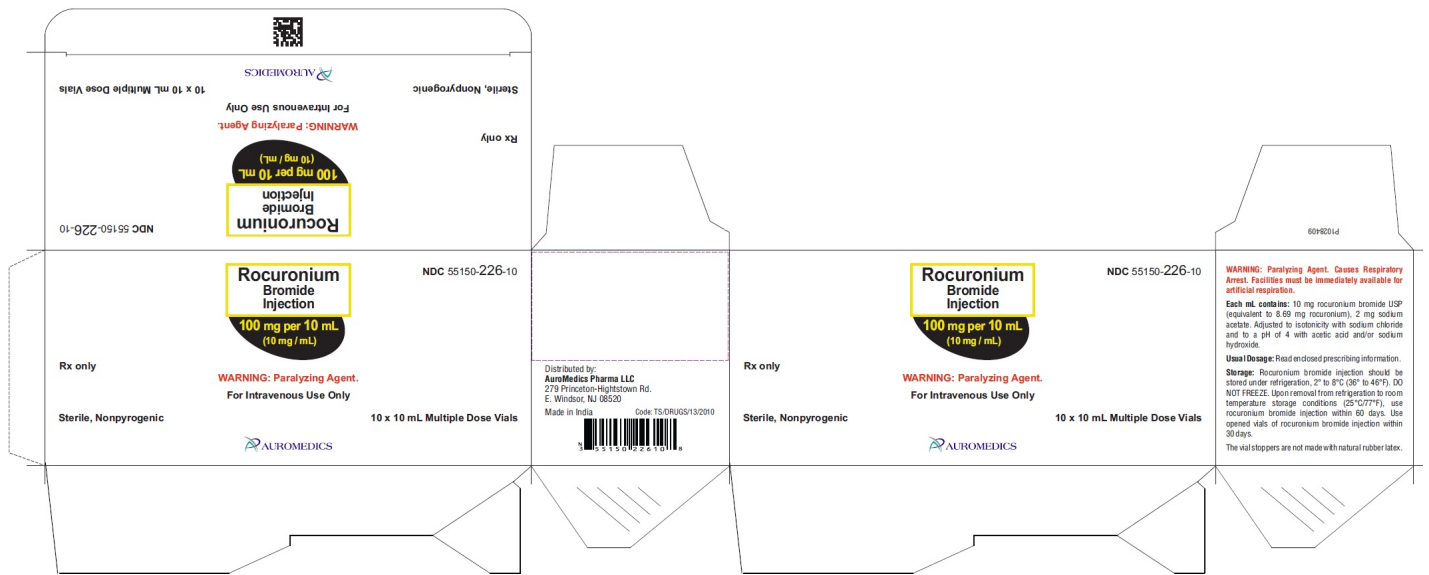 AUROMEDICS
10 x 10 mL Multiple Dose Vials
Sterile, Nonpyrogenic
For Intravenous Use Only
WARNING: Paralyzing Agent.
Rx only
100 mg per 10 mL
(10 mg / mL)
Rocuronium
Bromide
Injection
NDC 55150-226-10
Rocuronium
Bromide
Injection
NDC 55150-226-10
100 mg per 10 mL
(10 mg / mL)
Rx only
WARNING: Paralyzing Agent.
For Intravenous Use Only
Sterile, Nonpyrogenic
10 x 10 mL Multiple Dose Vials
AUROMEDICS
Distributed by:
AuroMedics Pharma LLC
279 Princeton-Hightstown Rd.
E. Windsor, NJ 08520
Made in India
Code: TS/DRUGS/13/2010
N
3 55150 22610 8
Rocuronium
Bromide
Injection
NDC 55150-226-10
100 mg per 10 mL
(10 mg / mL)
Rx only
WARNING: Paralyzing Agent.
For Intravenous Use Only
Sterile, Nonpyrogenic
10 x 10 mL Multiple Dose Vials
AUROMEDICS
P1028409
WARNING: Paralyzing Agent. Causes Respiratory
Arrest. Facilities must be immediately available for
artificial respiration.
Each mL contains: 10 mg rocuronium bromide USP
(equivalent to 8.69 mg rocuronium), 2 mg sodium
acetate. Adjusted to isotonicity with sodium chloride
and to a pH of 4 with acetic acid and/or sodium
hydroxide.
Usual Dosage: Read enclosed prescribing information.
Storage: Rocuronium bromide injection should be
stored under refrigeration, 2° to 8°C (36° to 46°F). DO
NOT FREEZE. Upon removal from refrigeration to room
temperature storage conditions (25°C/77°F), use
rocuronium bromide injection within 60 days. Use
opened vials of rocuronium bromide injection within
30 days.
The vial stoppers are not made with natural rubber latex.